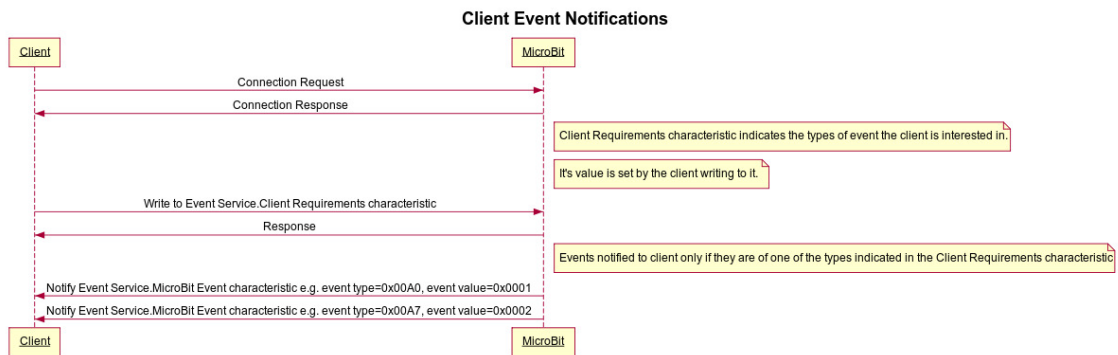 Client Event Notifications
Client
MicroBit
Connection Request
Connection Response
Client Requirements characteristic indicates the types of event the client is interested in.
It's value is set by the client writing to it.
Write to Event Service.Client Requirements characteristic
Response
Events notified to client only if they are of one of the types indicated in the Client Requirements characteristic
Notify Event Service.MicroBit Event characteristic e.g. event type=0x00A0, event value=0x0001
Notify Event Service.MicroBit Event characteristic e.g. event type=0x00A7, event value=0x0002
Client
MicroBit